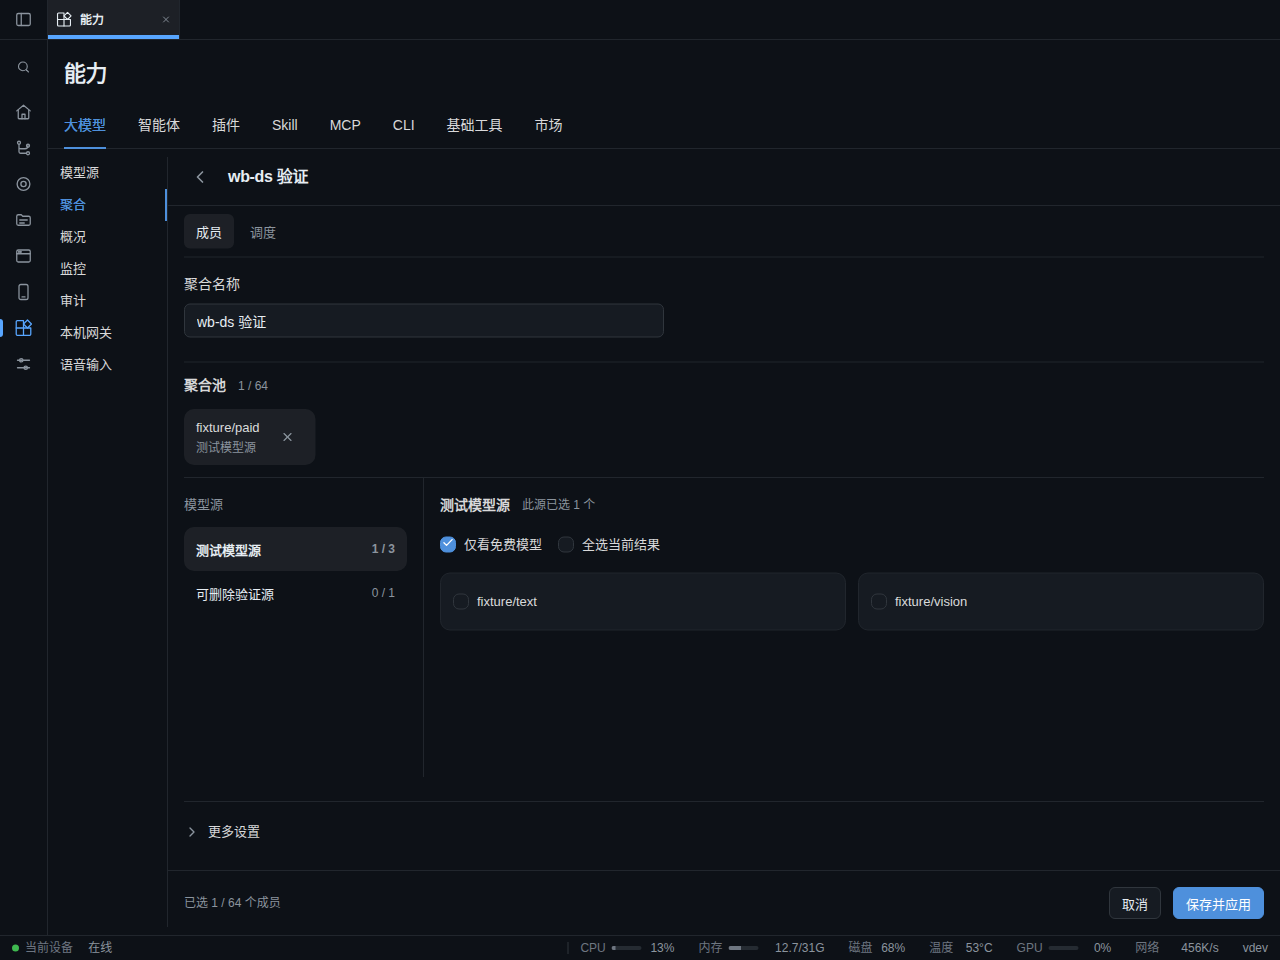 能力
能力
大模型 智能体 插件 Skill MCP CLI 基础工具 市场
模型源
聚合
概况
监控
审计
本机网关
语音输入
wb-ds 验证
成员 调度
聚合名称
wb-ds 验证
聚合池 1 / 64
fixture/paid
测试模型源
模型源
测试模型源 1 / 3
可删除验证源 0 / 1
测试模型源 此源已选 1 个
仅看免费模型 全选当前结果
fixture/text fixture/vision
更多设置
已选 1 / 64 个成员 取消 保存并应用
当前设备 在线 CPU 13% 内存 12.7/31G 磁盘 68% 温度 53°C GPU 0% 网络 456K/s vdev